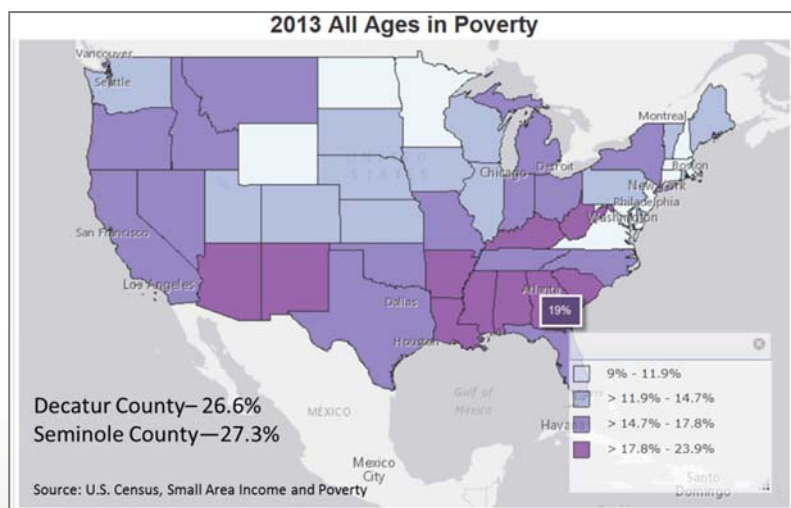 2013 All Ages in Poverty
Vancouver
Seattle
Montreal
UNITED
STATES
Chicago
Detroit
Boston
New York
Philadelphia
Washington
San Francisco
Los Angeles
Dallas
Atlanta
19%
Houston
9% - 11.9%
> 11.9% - 14.7%
> 14.7% - 17.8%
> 17.8% - 23.9%
Decatur County– 26.6%
Seminole County—27.3%
Gulf of
Mexico
MÉXICO
Havana
Mexico
City
Santo
Domingo
Source: U.S. Census, Small Area Income and Poverty